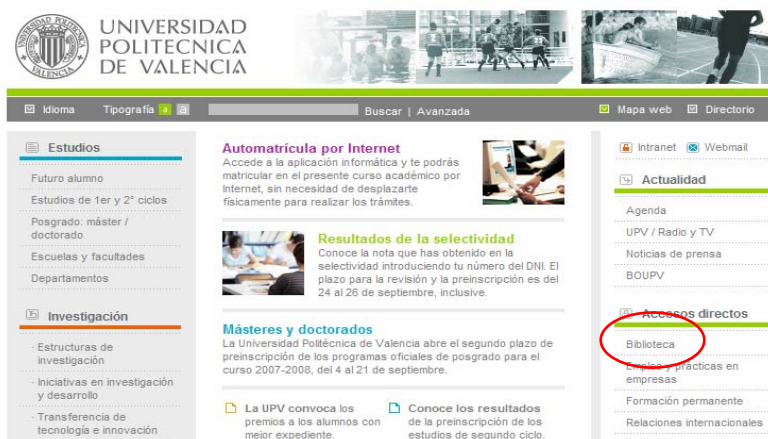 UNIVERSIDAD
POLITECNICA
DE VALENCIA
Idioma Tipografía a a Buscar | Avanzada Mapa web Directorio
Estudios
Futuro alumno
Estudios de 1er y 2º ciclos
Posgrado: máster /
doctorado
Escuelas y facultades
Departamentos
Investigación
· Estructuras de
investigación
· Iniciativas en investigación
y desarrollo
· Transferencia de
tecnología e innovación
Automatrícula por Internet
Accede a la aplicación informática y te podrás
matricular en el presente curso académico por
Internet, sin necesidad de desplazarte
físicamente para realizar los trámites.
Resultados de la selectividad
Conoce la nota que has obtenido en la
selectividad introduciendo tu número del DNI. El
plazo para la revisión y la preinscripción es del
24 al 26 de septiembre, inclusive.
Másteres y doctorados
La Universidad Politécnica de Valencia abre el segundo plazo de
preinscripción de los programas oficiales de posgrado para el
curso 2007-2008, del 4 al 21 de septiembre.
La UPV convoca los
premios a los alumnos con
mejor expediente.
Conoce los resultados
de la preinscripción de los
estudios de segundo ciclo.
Intranet Webmail
Actualidad
Agenda
UPV / Radio y TV
Noticias de prensa
BOUPV
Accesos directos
Biblioteca
Empleo y prácticas en
empresas
Formación permanente
Relaciones internacionales